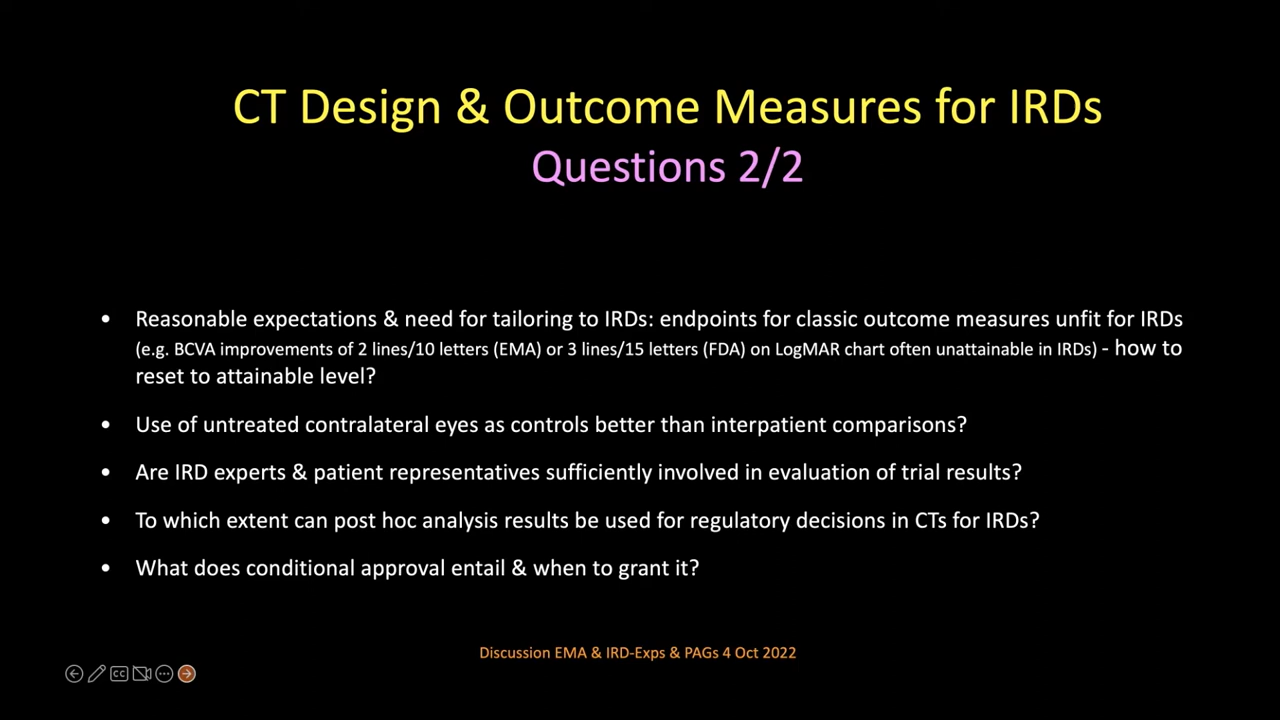 CT Design & Outcome Measures for IRDs
Questions 2/2
• Reasonable expectations & need for tailoring to IRDs: endpoints for classic outcome measures unfit for IRDs
(e.g. BCVA improvements of 2 lines/10 letters (EMA) or 3 lines/15 letters (FDA) on LogMAR chart often unattainable in IRDs) - how to
reset to attainable level?
• Use of untreated contralateral eyes as controls better than interpatient comparisons?
• Are IRD experts & patient representatives sufficiently involved in evaluation of trial results?
• To which extent can post hoc analysis results be used for regulatory decisions in CTs for IRDs?
• What does conditional approval entail & when to grant it?
Discussion EMA & IRD-Exps & PAGs 4 Oct 2022
CC